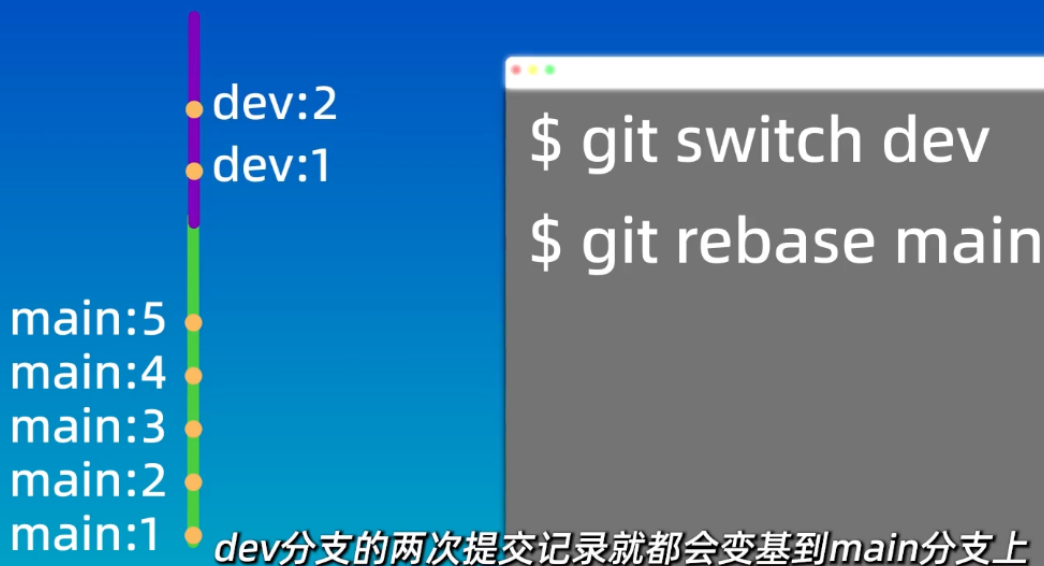 dev:2
dev:1
main:5
main:4
main:3
main:2
main:1
$ git switch dev
$ git rebase main
dev分支的两次提交记录就都会变基到main分支上